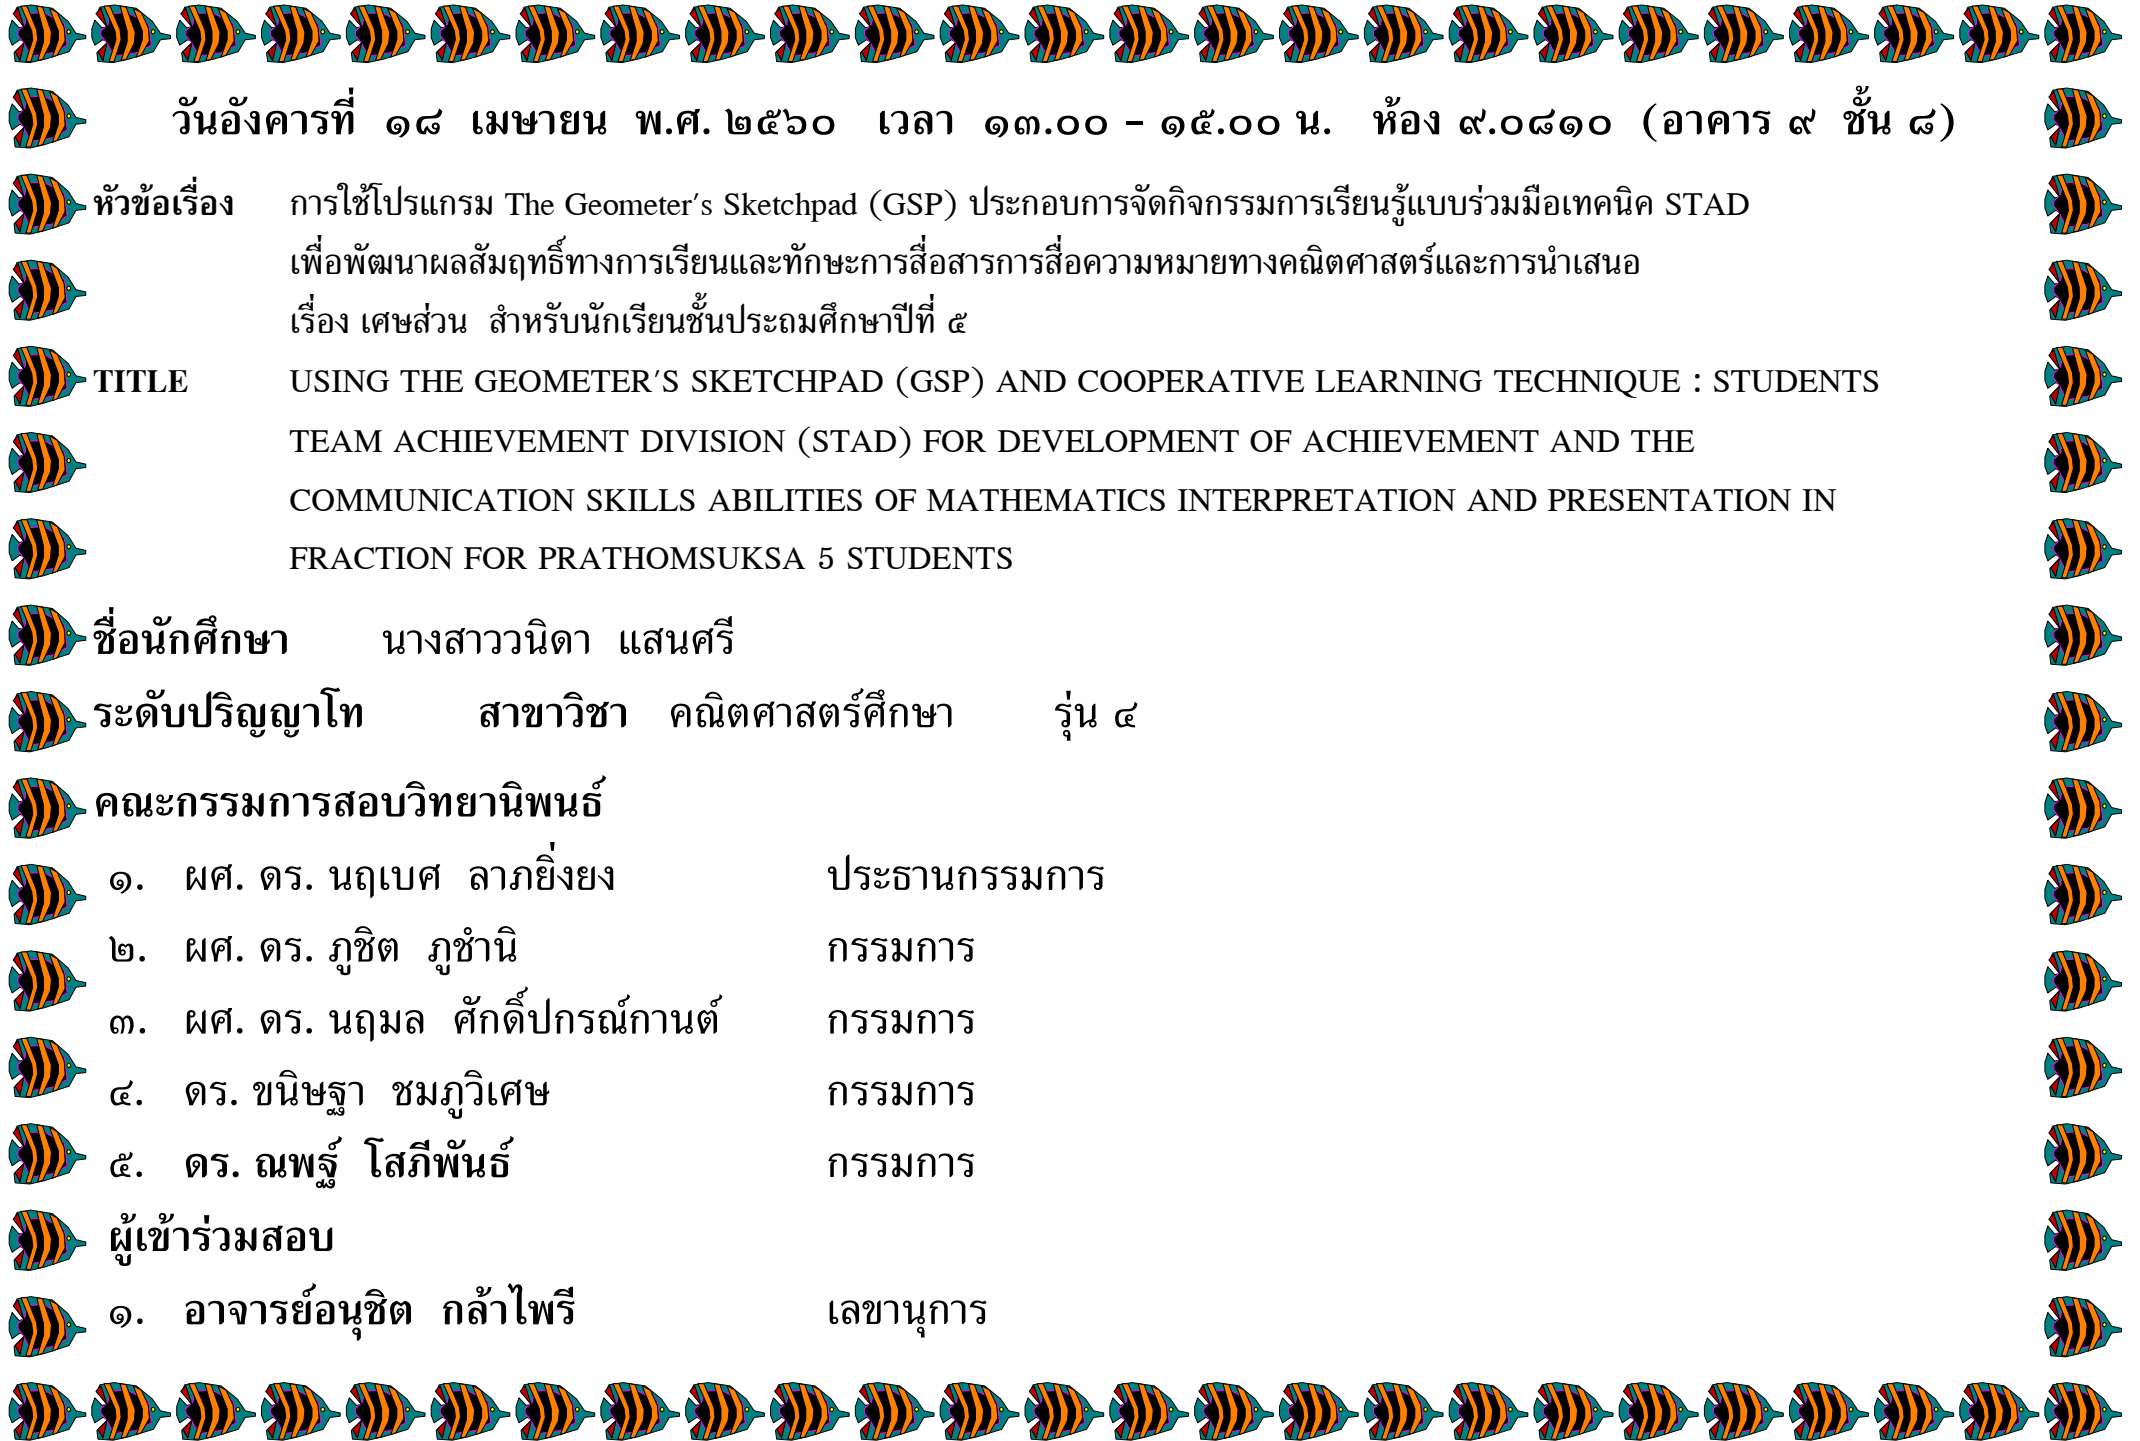 วันอังคารที่ ๑๘ เมษายน พ.ศ. ๒๕๖๐ เวลา ๑๓.๐๐ – ๑๕.๐๐ น. ห้อง ๙.๐๘๑๐ (อาคาร ๙ ชั้น ๘)
หัวข้อเรื่อง การใช้โปรแกรม The Geometer's Sketchpad (GSP) ประกอบการจัดกิจกรรมการเรียนรู้แบบร่วมมือเทคนิค STAD
เพื่อพัฒนาผลสัมฤทธิ์ทางการเรียนและทักษะการสื่อสารการสื่อความหมายทางคณิตศาสตร์และการนำเสนอ
เรื่อง เศษส่วน สำหรับนักเรียนชั้นประถมศึกษาปีที่ ๕
TITLE USING THE GEOMETER'S SKETCHPAD (GSP) AND COOPERATIVE LEARNING TECHNIQUE : STUDENTS
TEAM ACHIEVEMENT DIVISION (STAD) FOR DEVELOPMENT OF ACHIEVEMENT AND THE
COMMUNICATION SKILLS ABILITIES OF MATHEMATICS INTERPRETATION AND PRESENTATION IN
FRACTION FOR PRATHOMSUKSA 5 STUDENTS
ชื่อนักศึกษา นางสาววนิดา แสนศรี
ระดับปริญญาโท สาขาวิชา คณิตศาสตร์ศึกษา รุ่น ๔
คณะกรรมการสอบวิทยานิพนธ์
๑. ผศ. ดร. นฤเบศ ลาภยิ่งยง ประธานกรรมการ
๒. ผศ. ดร. ภูชิต ภูชำนิ กรรมการ
๓. ผศ. ดร. นฤมล ศักดิ์ปกรณ์กานต์ กรรมการ
๔. ดร. ขนิษฐา ชมภูวิเศษ กรรมการ
๕. ดร. ณพฐ์ โสภีพันธ์ กรรมการ
ผู้เข้าร่วมสอบ
๑. อาจารย์อนุชิต กล้าไพรี เลขานุการ